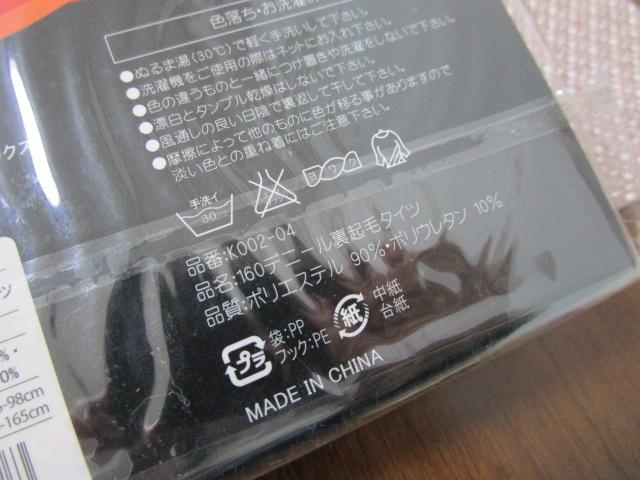 色落ち・お洗濯
●ぬるま湯(30℃)で軽く手洗いして下さい。
●洗濯機をご使用の際はネットにお入れ下さい。
●色の違うものと一緒につけ置きや洗濯をしないで下さい。
●漂白とタンブル乾燥はしないで下さい。
●風通しの良い日陰で裏返して干して下さい。
●摩擦によって他のものに色が移る事がありますので
淡い色との重ね着にはご注意下さい。
クス
手洗イ
30
品番:K002-04
品名:160デニール裏起毛タイツ
品質:ポリエステル 90%・ポリウレタン 10%
プラ
袋:PP
フック:PE
紙
中紙
台紙
MADE IN CHINA
ツ
%・
0%
-98cm
-165cm